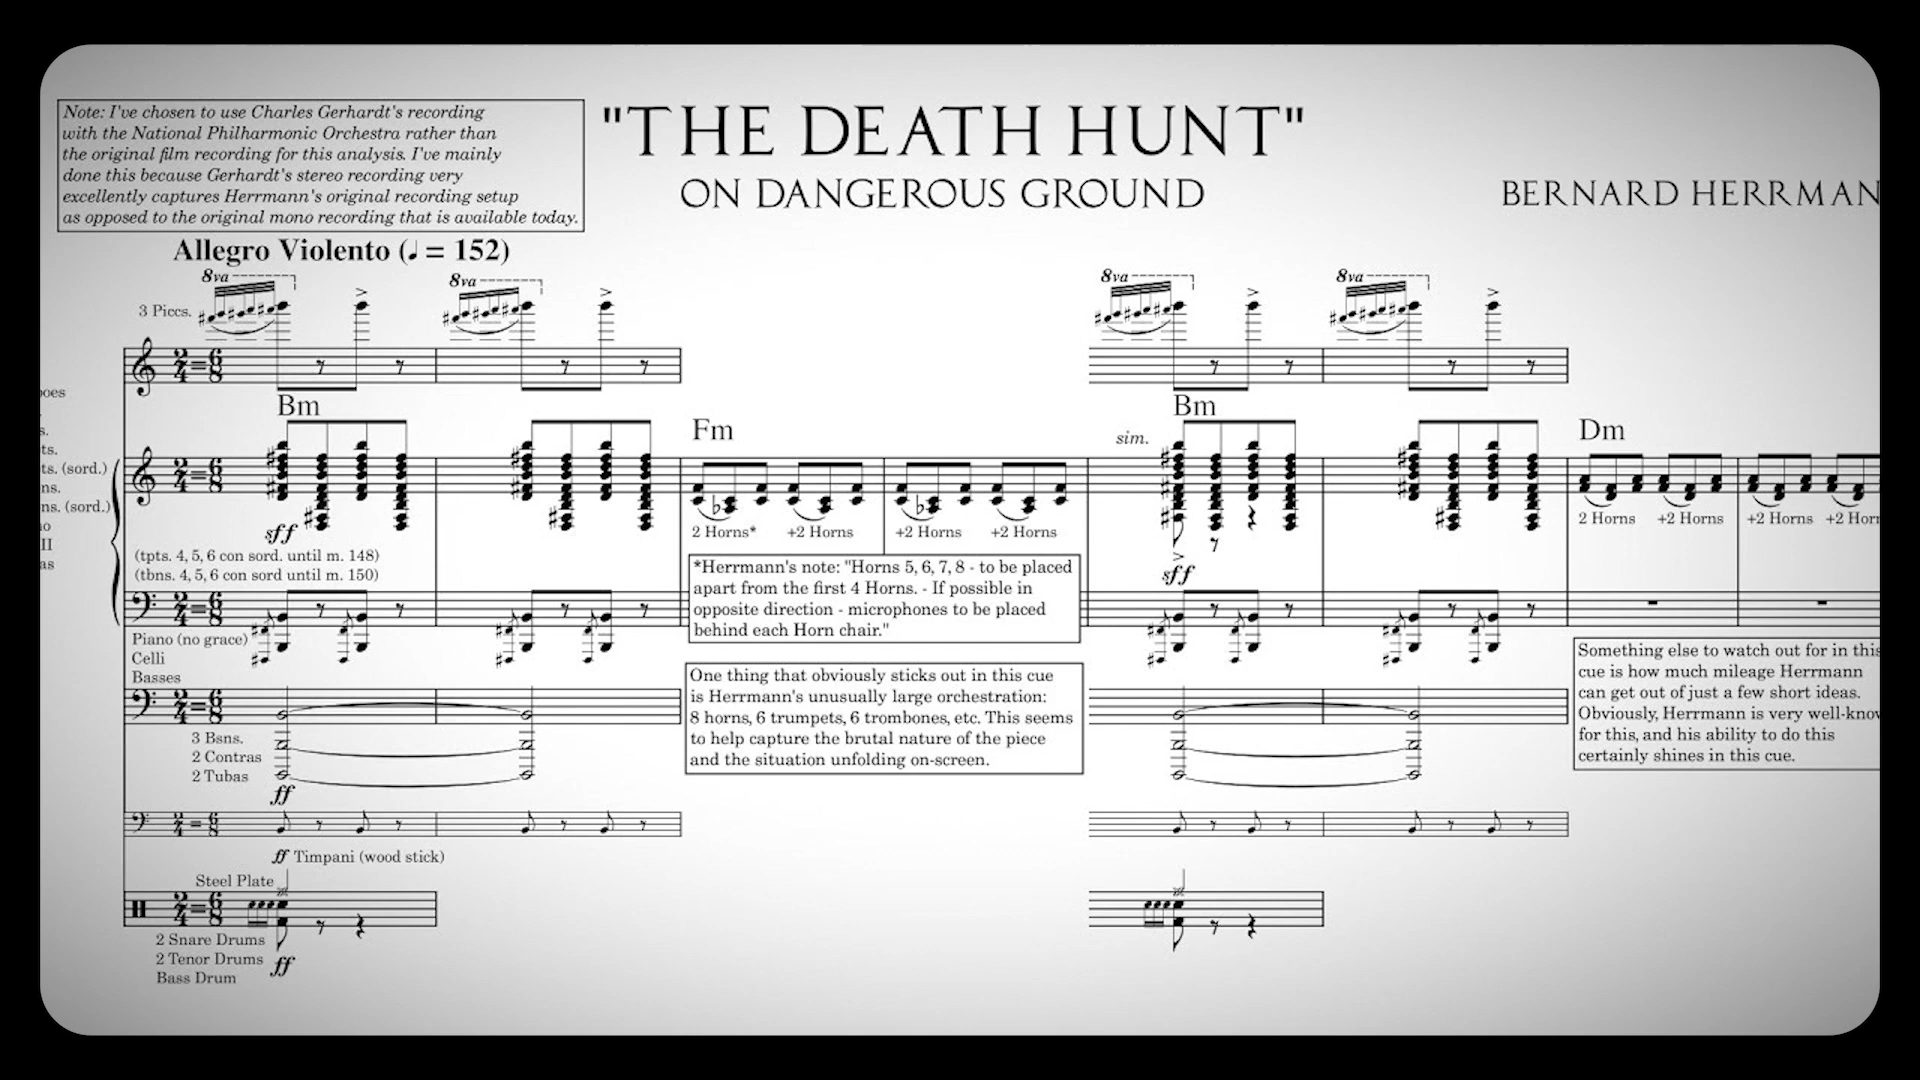 Note: I've chosen to use Charles Gerhardt's recording
with the National Philharmonic Orchestra rather than
the original film recording for this analysis. I've mainly
done this because Gerhardt's stereo recording very
excellently captures Herrmann's original recording setup
as opposed to the original mono recording that is available today.
"THE DEATH HUNT"
ON DANGEROUS GROUND
BERNARD HERRMAN
Allegro Violento (♩ = 152)
8va
8va
8va
8va
3 Piccs.
Bm
Fm
Bm
Dm
sim.
oes
s.
ts.
ts. (sord.)
ns.
ns. (sord.)
o
II
as
sff
(tpts. 4, 5, 6 con sord. until m. 148)
(tbns. 4, 5, 6 con sord until m. 150)
2 Horns*
+2 Horns
+2 Horns
+2 Horns
sff
2 Horns
+2 Horns
+2 Horns
+2 Horn
*Herrmann's note: "Horns 5, 6, 7, 8 - to be placed
apart from the first 4 Horns. - If possible in
opposite direction - microphones to be placed
behind each Horn chair."
Piano (no grace)
Celli
Basses
One thing that obviously sticks out in this cue
is Herrmann's unusually large orchestration:
8 horns, 6 trumpets, 6 trombones, etc. This seems
to help capture the brutal nature of the piece
and the situation unfolding on-screen.
Something else to watch out for in this
cue is how much mileage Herrmann
can get out of just a few short ideas.
Obviously, Herrmann is very well-know
for this, and his ability to do this
certainly shines in this cue.
3 Bsns.
2 Contras
2 Tubas
ff
ff Timpani (wood stick)
Steel Plate
2 Snare Drums
2 Tenor Drums
Bass Drum
ff